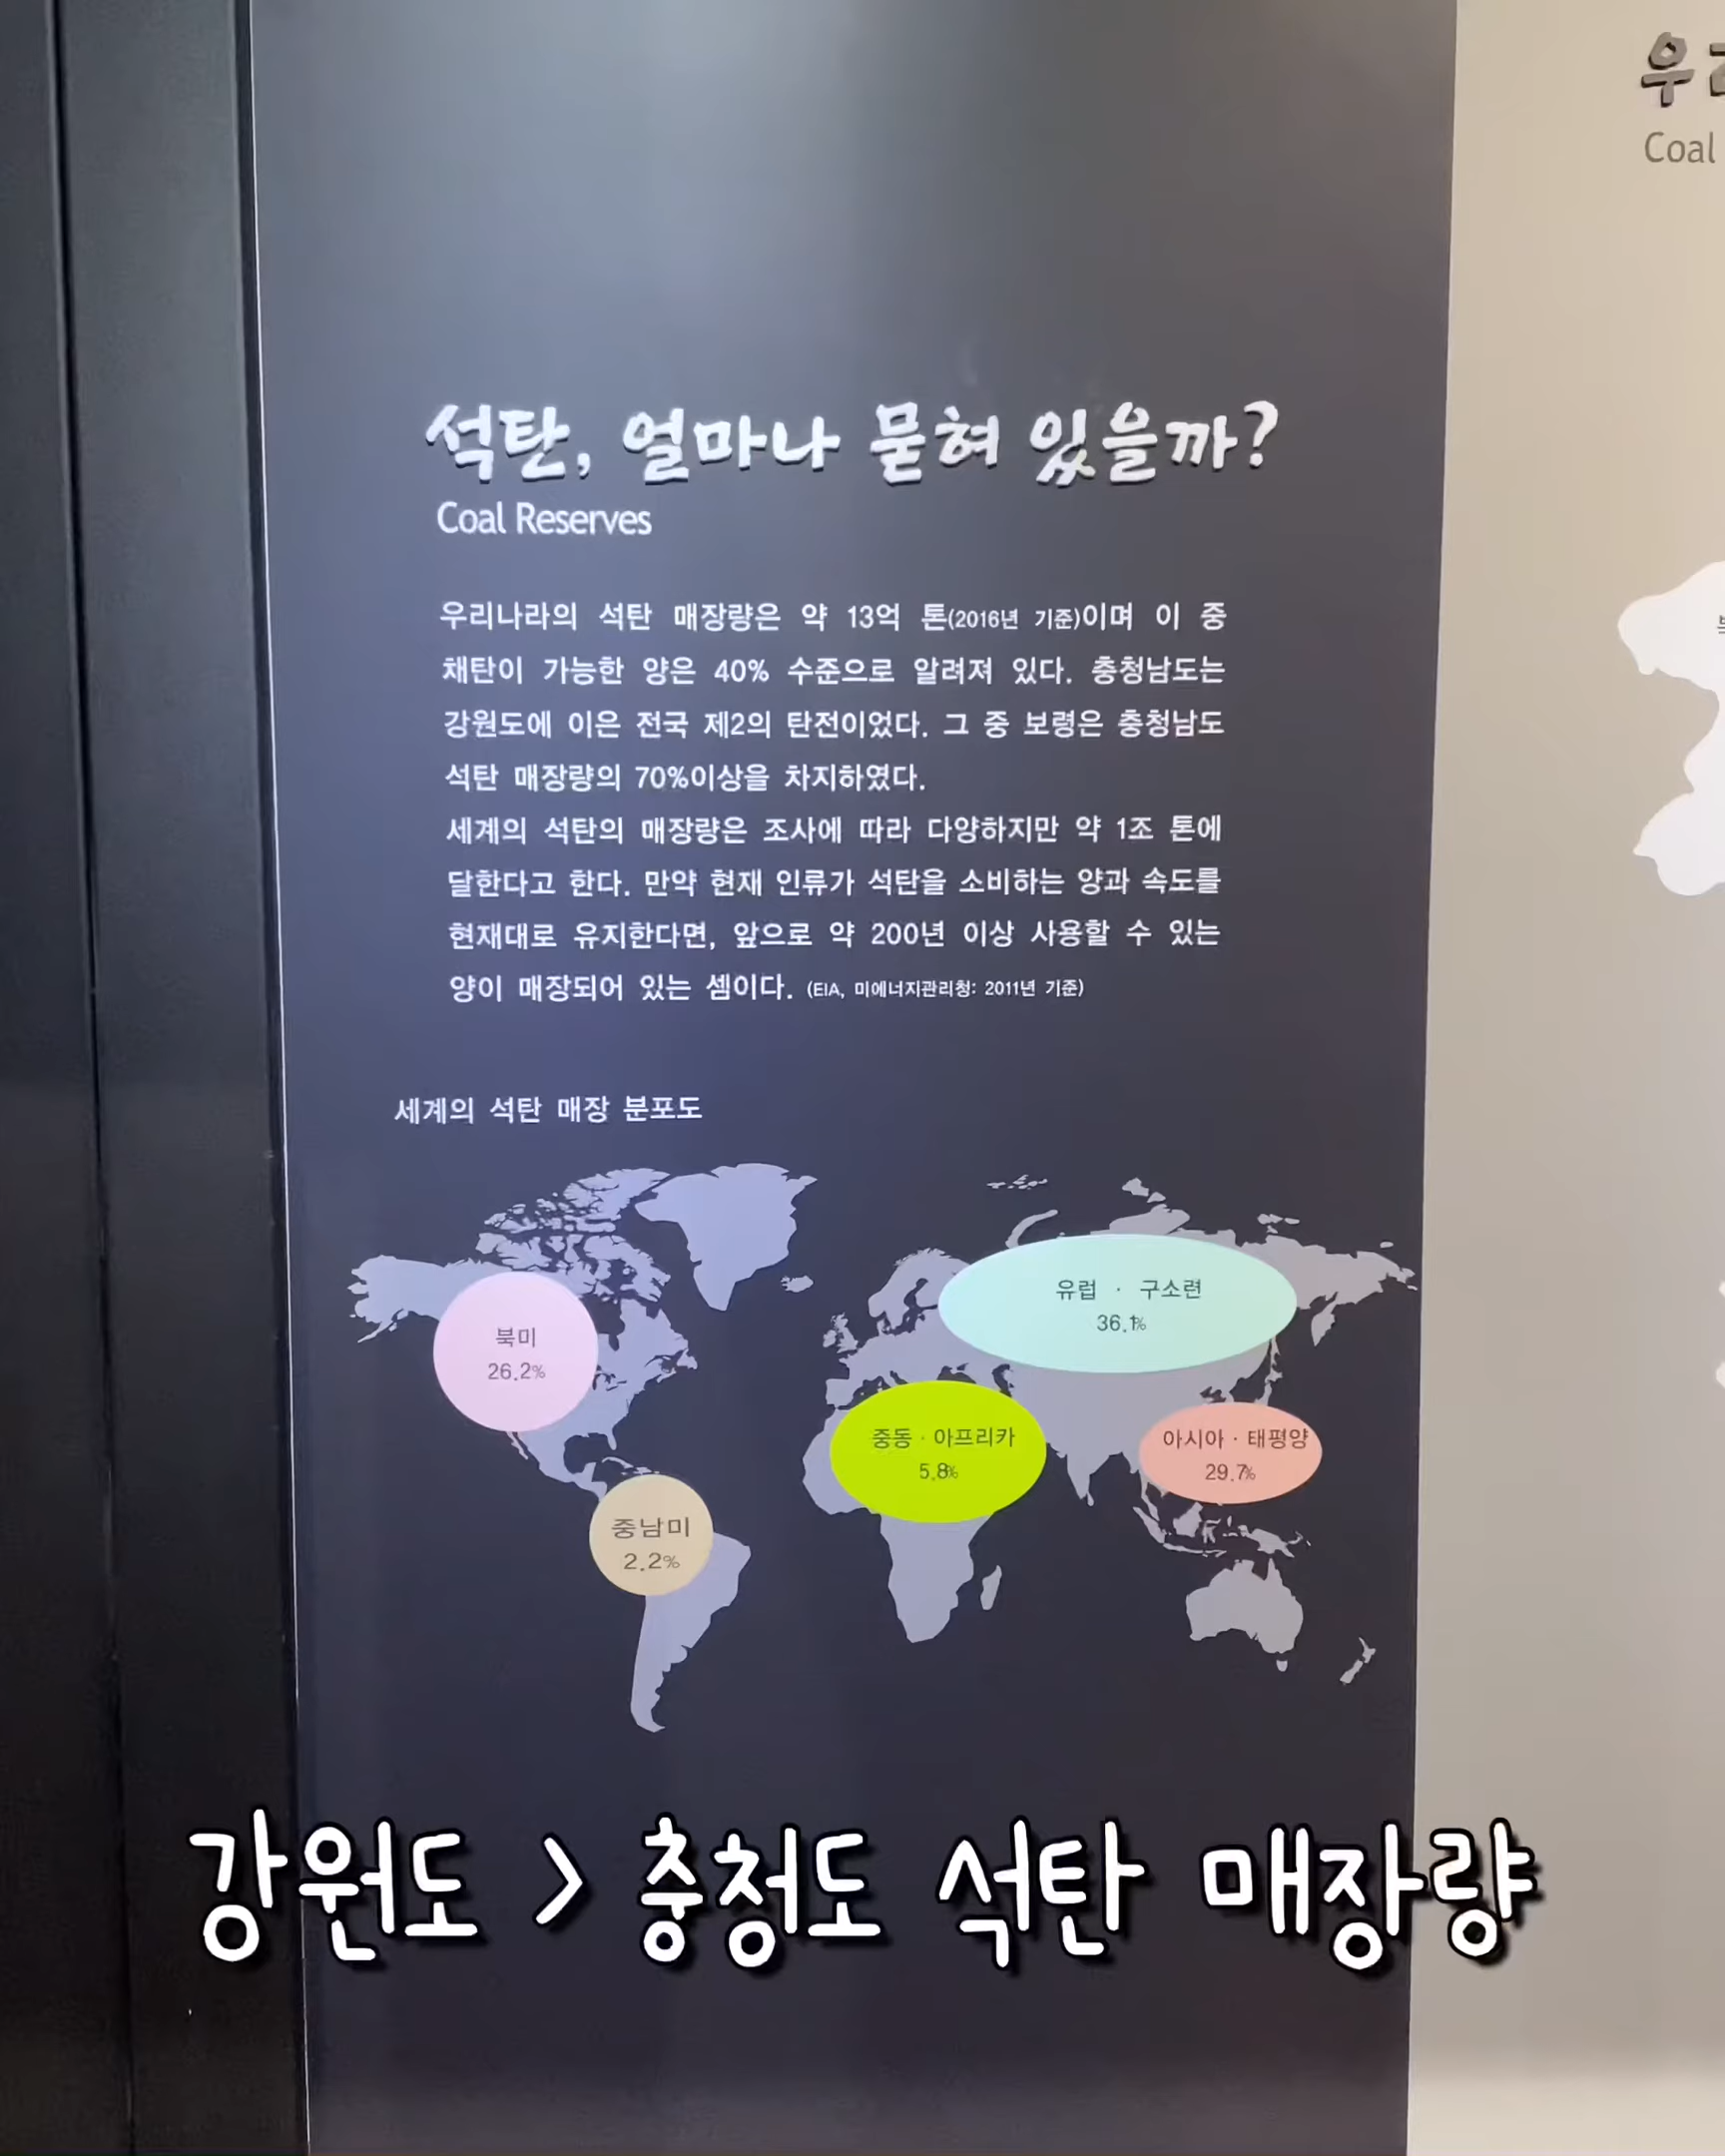 석탄, 얼마나 묻혀 있을까?
Coal Reserves
우리나라의 석탄 매장량은 약 13억 톤(2016년 기준)이며 이 중
채탄이 가능한 양은 40% 수준으로 알려져 있다. 충청남도는
강원도에 이은 전국 제2의 탄전이었다. 그 중 보령은 충청남도
석탄 매장량의 70%이상을 차지하였다.
세계의 석탄의 매장량은 조사에 따라 다양하지만 약 1조 톤에
달한다고 한다. 만약 현재 인류가 석탄을 소비하는 양과 속도를
현재대로 유지한다면, 앞으로 약 200년 이상 사용할 수 있는
양이 매장되어 있는 셈이다. (EIA, 미에너지관리청: 2011년 기준)
세계의 석탄 매장 분포도
유럽 · 구소련
36.1%
북미
26.2%
중동 · 아프리카
5.8%
아시아 · 태평양
29.7%
중남미
2.2%
강원도 > 충청도 석탄 매장량
Coal